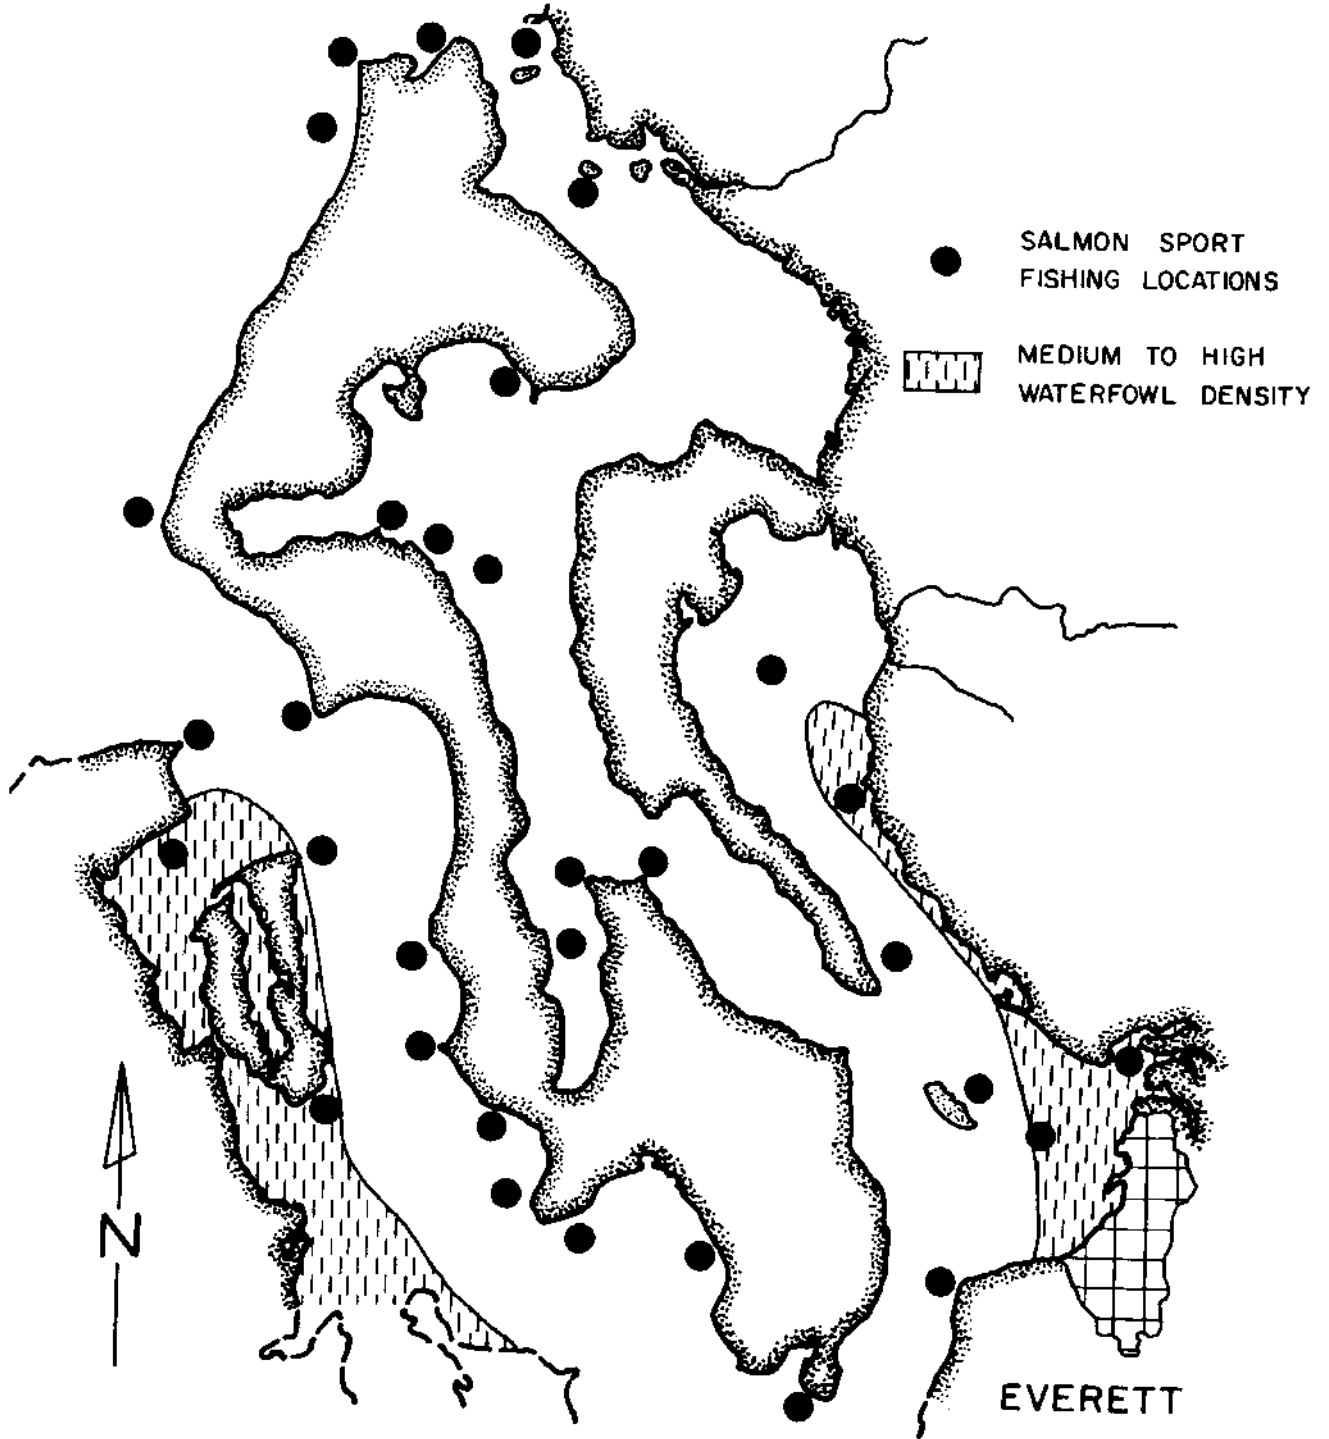 SALMON SPORT
FISHING LOCATIONS
MEDIUM TO HIGH
WATERFOWL DENSITY
N
EVERETT